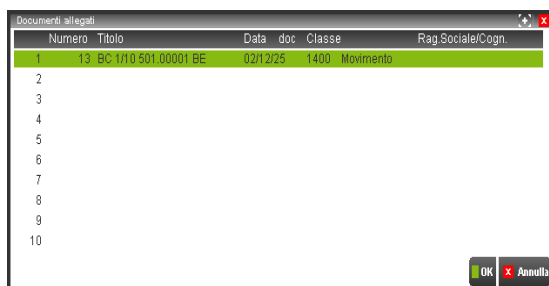 Documenti allegati
Numero Titolo Data doc Classe Rag.Sociale/Cogn.
1 13 BC 1/10 501.00001 BE 02/12/25 1400 Movimento
2
3
4
5
6
7
8
9
10
OK x Annulla